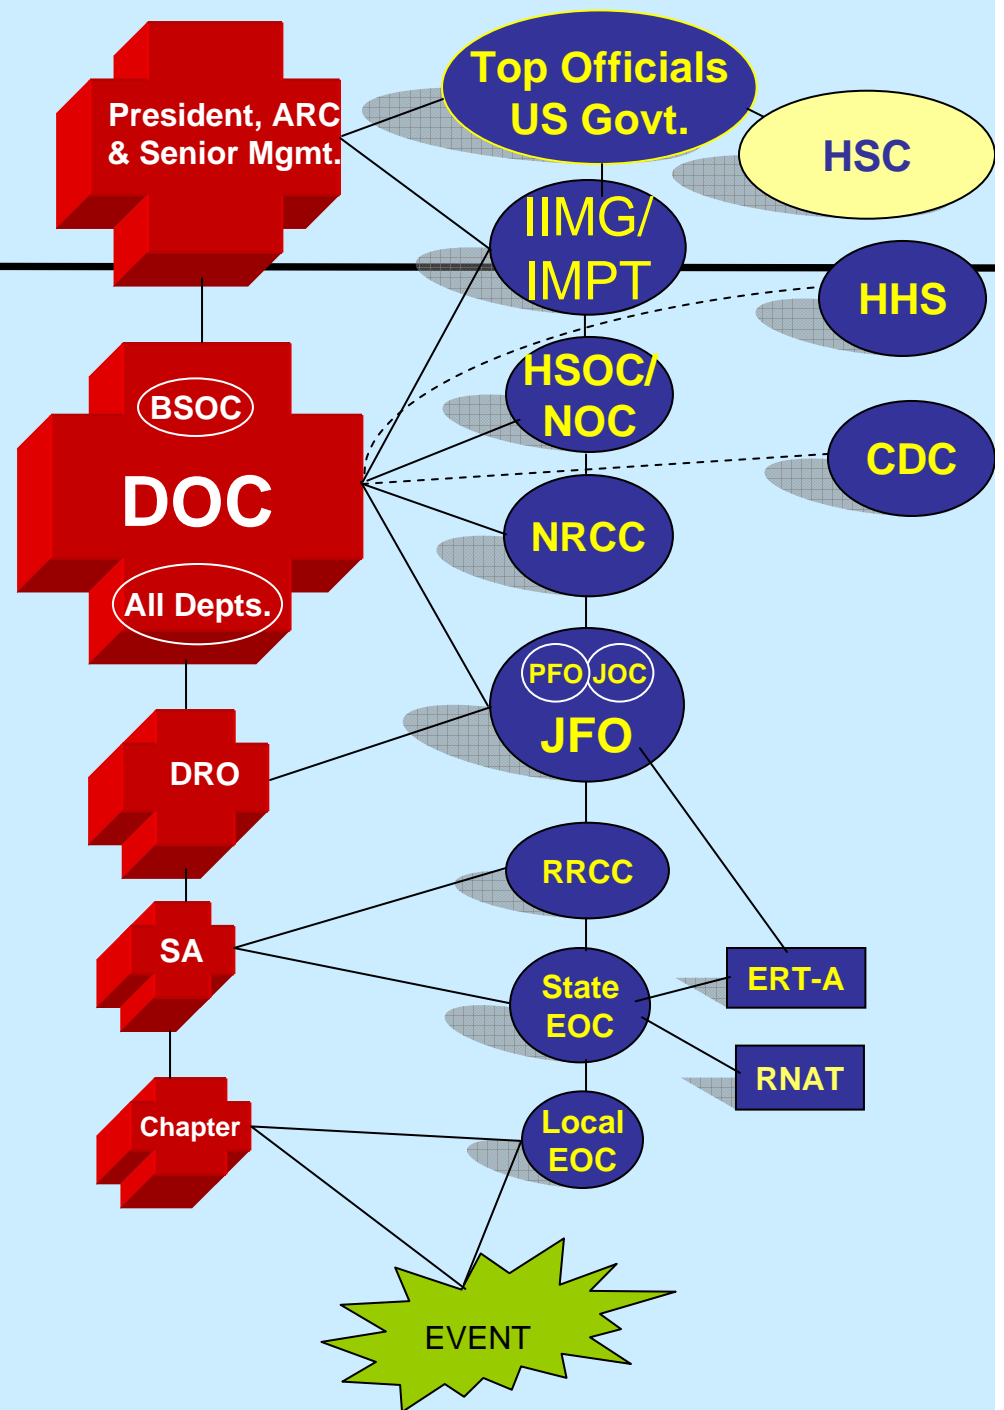 Top Officials
US Govt.
President, ARC
& Senior Mgmt.
HSC
IIMG/
IMPT
HHS
HSOC/
NOC
BSOC
DOC
CDC
NRCC
All Depts.
PFO
JOC
JFO
DRO
RRCC
SA
State
EOC
ERT-A
RNAT
Chapter
Local
EOC
EVENT